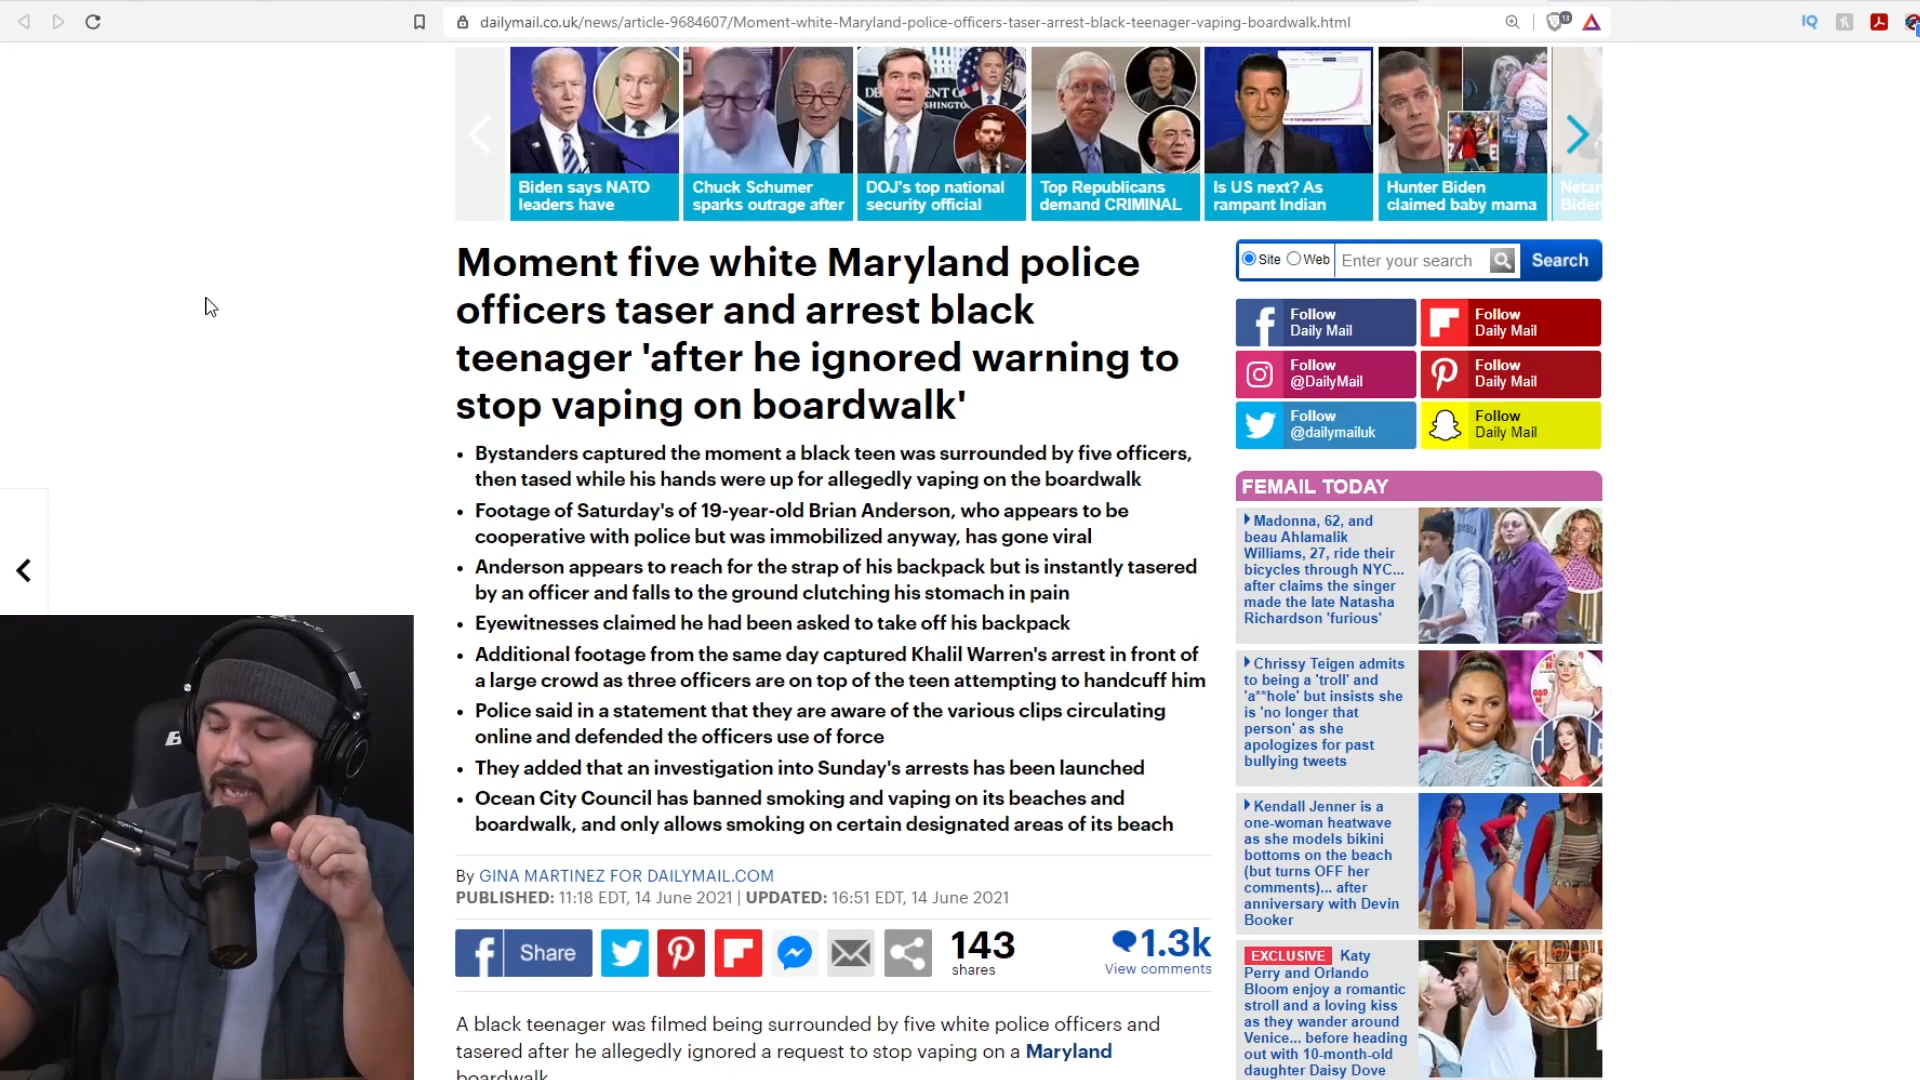 dailymail.co.uk/news/article-9684607/Moment-white-Maryland-police-officers-taser-arrest-black-teenager-vaping-boardwalk.html
Biden says NATO
leaders have
Chuck Schumer
sparks outrage after
DOJ's top national
security official
Top Republicans
demand CRIMINAL
Is US next? As
rampant Indian
Hunter Biden
claimed baby mama
Moment five white Maryland police
officers taser and arrest black
teenager 'after he ignored warning to
stop vaping on boardwalk'
• Bystanders captured the moment a black teen was surrounded by five officers,
then tased while his hands were up for allegedly vaping on the boardwalk
• Footage of Saturday's of 19-year-old Brian Anderson, who appears to be
cooperative with police but was immobilized anyway, has gone viral
• Anderson appears to reach for the strap of his backpack but is instantly tasered
by an officer and falls to the ground clutching his stomach in pain
• Eyewitnesses claimed he had been asked to take off his backpack
• Additional footage from the same day captured Khalil Warren's arrest in front of
a large crowd as three officers are on top of the teen attempting to handcuff him
• Police said in a statement that they are aware of the various clips circulating
online and defended the officers use of force
• They added that an investigation into Sunday's arrests has been launched
• Ocean City Council has banned smoking and vaping on its beaches and
boardwalk, and only allows smoking on certain designated areas of its beach
By GINA MARTINEZ FOR DAILYMAIL.COM
PUBLISHED: 11:18 EDT, 14 June 2021 | UPDATED: 16:51 EDT, 14 June 2021
Share
143
shares
1.3k
View comments
A black teenager was filmed being surrounded by five white police officers and
tasered after he allegedly ignored a request to stop vaping on a Maryland
boardwalk
Site Web Enter your search Search
Follow
Daily Mail
Follow
Daily Mail
Follow
@DailyMail
Follow
Daily Mail
Follow
@dailymailuk
Follow
Daily Mail
FEMAIL TODAY
Madonna, 62, and
beau Ahlamalik
Williams, 27, ride their
bicycles through NYC...
after claims the singer
made the late Natasha
Richardson 'furious'
Chrissy Teigen admits
to being a 'troll' and
'a**hole' but insists she
is 'no longer that
person' as she
apologizes for past
bullying tweets
Kendall Jenner is a
one-woman heatwave
as she models bikini
bottoms on the beach
(but turns OFF her
comments)... after
anniversary with Devin
Booker
EXCLUSIVE Katy
Perry and Orlando
Bloom enjoy a romantic
stroll and a loving kiss
as they wander around
Venice... before heading
out with 10-month-old
daughter Daisy Dove